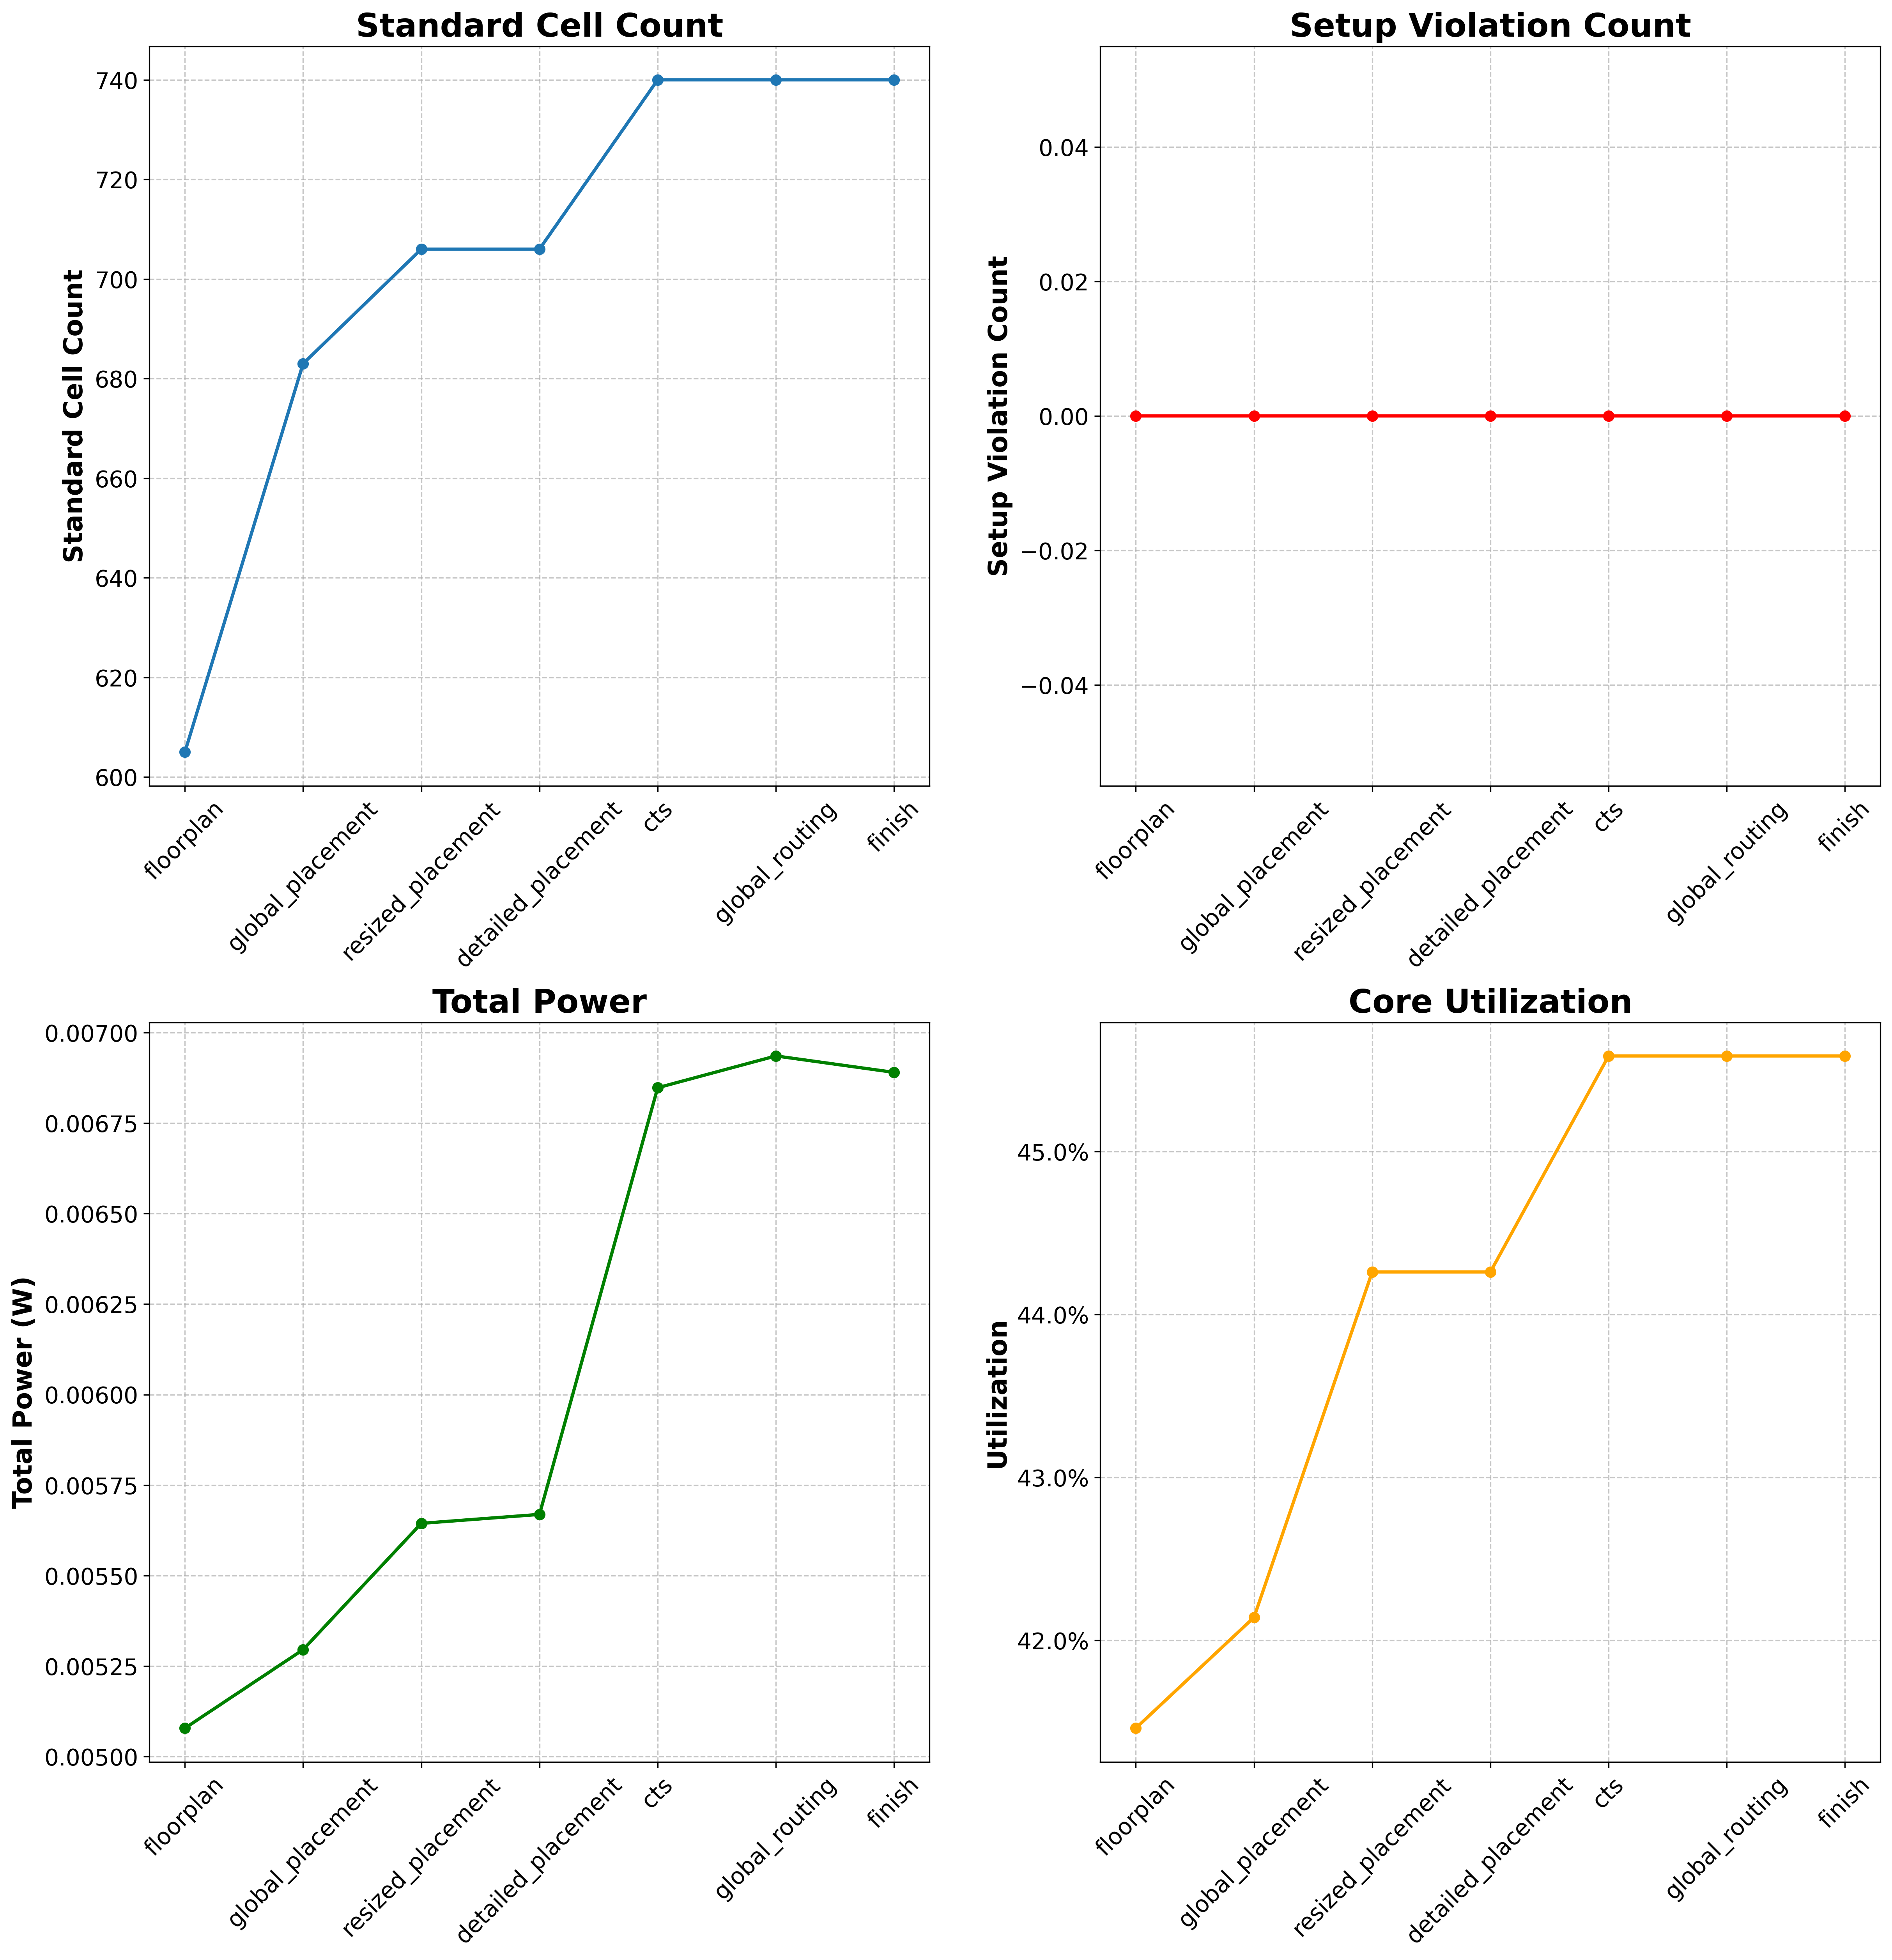 Standard Cell Count
Standard Cell Count
740
720
700
680
660
640
620
600
floorplan
global_placement
resized_placement
detailed_placement
cts
global_routing
finish
Setup Violation Count
Setup Violation Count
0.04
0.02
0.00
−0.02
−0.04
floorplan
global_placement
resized_placement
detailed_placement
cts
global_routing
finish
Total Power
Total Power (W)
0.00700
0.00675
0.00650
0.00625
0.00600
0.00575
0.00550
0.00525
0.00500
floorplan
global_placement
resized_placement
detailed_placement
cts
global_routing
finish
Core Utilization
Utilization
45.0%
44.0%
43.0%
42.0%
floorplan
global_placement
resized_placement
detailed_placement
cts
global_routing
finish